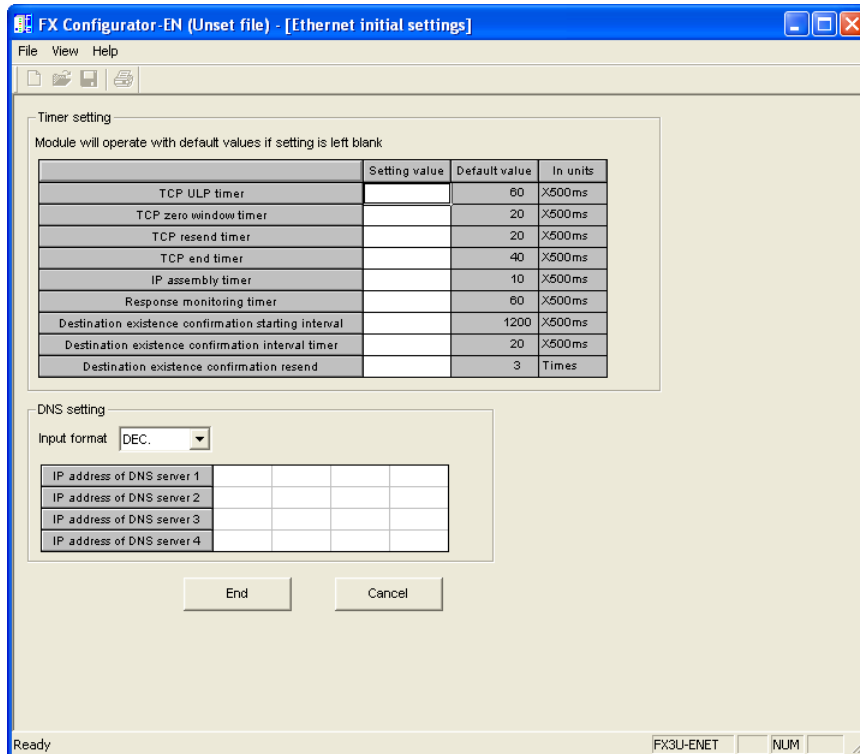 FX Configurator-EN (Unset file) - [Ethernet initial settings]
File View Help
Timer setting
Module will operate with default values if setting is left blank
Setting value Default value In units
TCP ULP timer 60 X500ms
TCP zero window timer 20 X500ms
TCP resend timer 20 X500ms
TCP end timer 40 X500ms
IP assembly timer 10 X500ms
Response monitoring timer 60 X500ms
Destination existence confirmation starting interval 1200 X500ms
Destination existence confirmation interval timer 20 X500ms
Destination existence confirmation resend 3 Times
DNS setting
Input format DEC.
IP address of DNS server 1
IP address of DNS server 2
IP address of DNS server 3
IP address of DNS server 4
End Cancel
Ready FX3U-ENET NUM